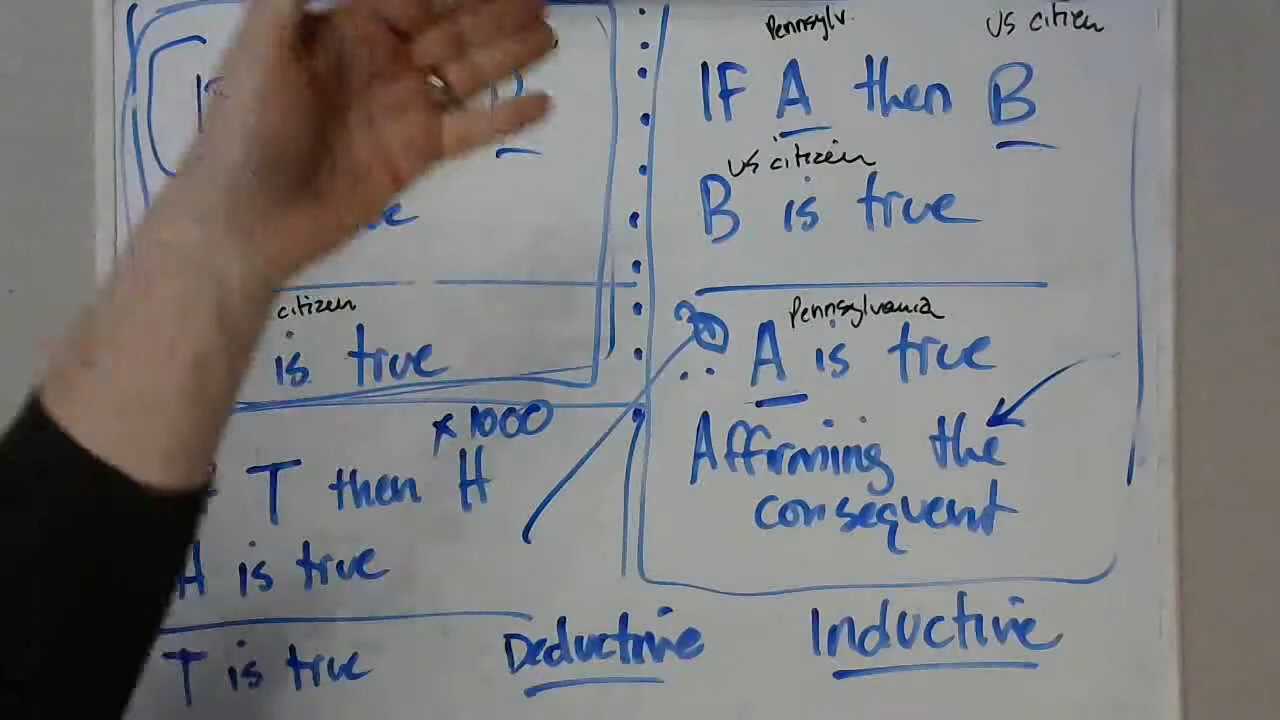 Pennsylv. US citizen
IF A then B
US citizen
B is true
Pennsylvania
∴ A is true
Affirming the
consequent
Inductive
citizen
is true
x 1000
T then H
H is true
T is true
Deductive